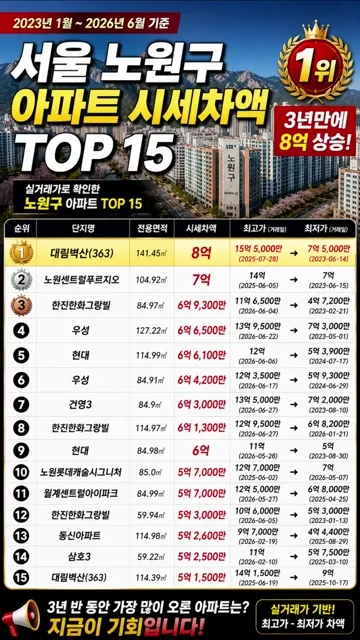 2023년 1월 ~ 2026년 6월 기준
서울 노원구
아파트 시세차액
TOP 15
1위
3년만에
8억 상승!
노원구
실거래가로 확인한
노원구 아파트 TOP 15
순위 단지명 전용면적 시세차액 최고가 (거래일) 최저가 (거래일)
1 대림벽산(363) 141.45㎡ 8억 15억 5,000만 (2025-07-28) → 7억 5,000만 (2023-06-14)
2 노원센트럴푸르지오 104.92㎡ 7억 14억 (2025-06-05) → 7억 (2023-06-15)
3 한진한화그랑빌 84.97㎡ 6억 9,300만 11억 6,500만 (2026-06-04) → 4억 7,200만 (2023-02-21)
4 우성 127.22㎡ 6억 6,500만 13억 9,500만 (2026-06-22) → 7억 3,000만 (2023-05-01)
5 현대 114.99㎡ 6억 6,100만 12억 (2026-06-06) → 5억 3,900만 (2024-07-17)
6 우성 84.91㎡ 6억 4,200만 12억 3,500만 (2026-06-17) → 5억 9,300만 (2024-06-29)
7 건영3 84.9㎡ 6억 3,000만 13억 5,000만 (2026-06-27) → 7억 2,000만 (2023-08-10)
8 한진한화그랑빌 114.97㎡ 6억 1,300만 12억 9,500만 (2026-06-27) → 6억 8,200만 (2026-01-21)
9 현대 84.98㎡ 6억 11억 (2026-05-28) → 5억 (2023-08-30)
10 노원롯데캐슬시그니처 85.0㎡ 5억 7,000만 12억 7,000만 (2026-06-02) → 7억 (2026-05-07)
11 월계센트럴아이파크 84.99㎡ 5억 7,000만 12억 5,000만 (2026-05-27) → 6억 8,000만 (2025-04-25)
12 한진한화그랑빌 59.94㎡ 5억 3,000만 10억 6,000만 (2026-06-05) → 5억 3,000만 (2023-01-13)
13 동신아파트 114.98㎡ 5억 2,600만 9억 7,000만 (2026-02-19) → 4억 4,400만 (2025-08-29)
14 삼호3 59.22㎡ 5억 2,500만 11억 (2026-02-10) → 5억 7,500만 (2023-03-10)
15 대림벽산(363) 114.39㎡ 5억 1,500만 14억 1,500만 (2026-06-19) → 9억 (2025-10-17)
3년 반 동안 가장 많이 오른 아파트는?
지금이 기회입니다!
실거래가 기반!
최고가 - 최저가 차액